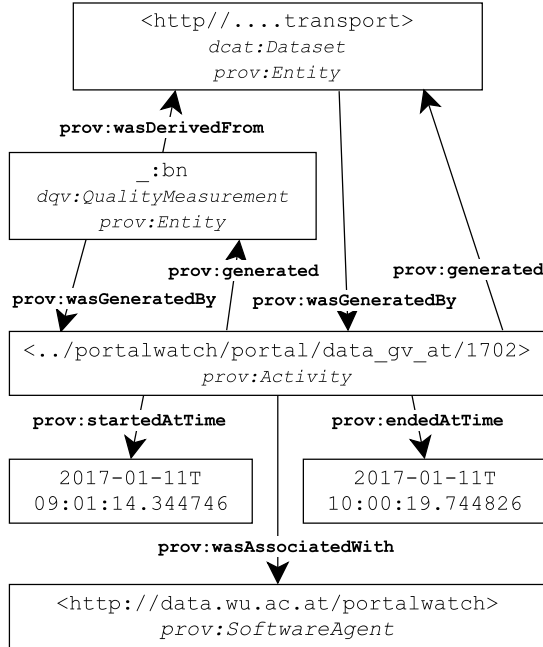 <http//....transport>
dcat:Dataset
prov:Entity
prov:wasDerivedFrom
_:bn
dqv:QualityMeasurement
prov:Entity
prov:generated
prov:generated
prov:wasGeneratedBy
prov:wasGeneratedBy
<../portalwatch/portal/data_gv_at/1702>
prov:Activity
prov:startedAtTime
prov:endedAtTime
2017-01-11T
09:01:14.344746
2017-01-11T
10:00:19.744826
prov:wasAssociatedWith
<http://data.wu.ac.at/portalwatch>
prov:SoftwareAgent